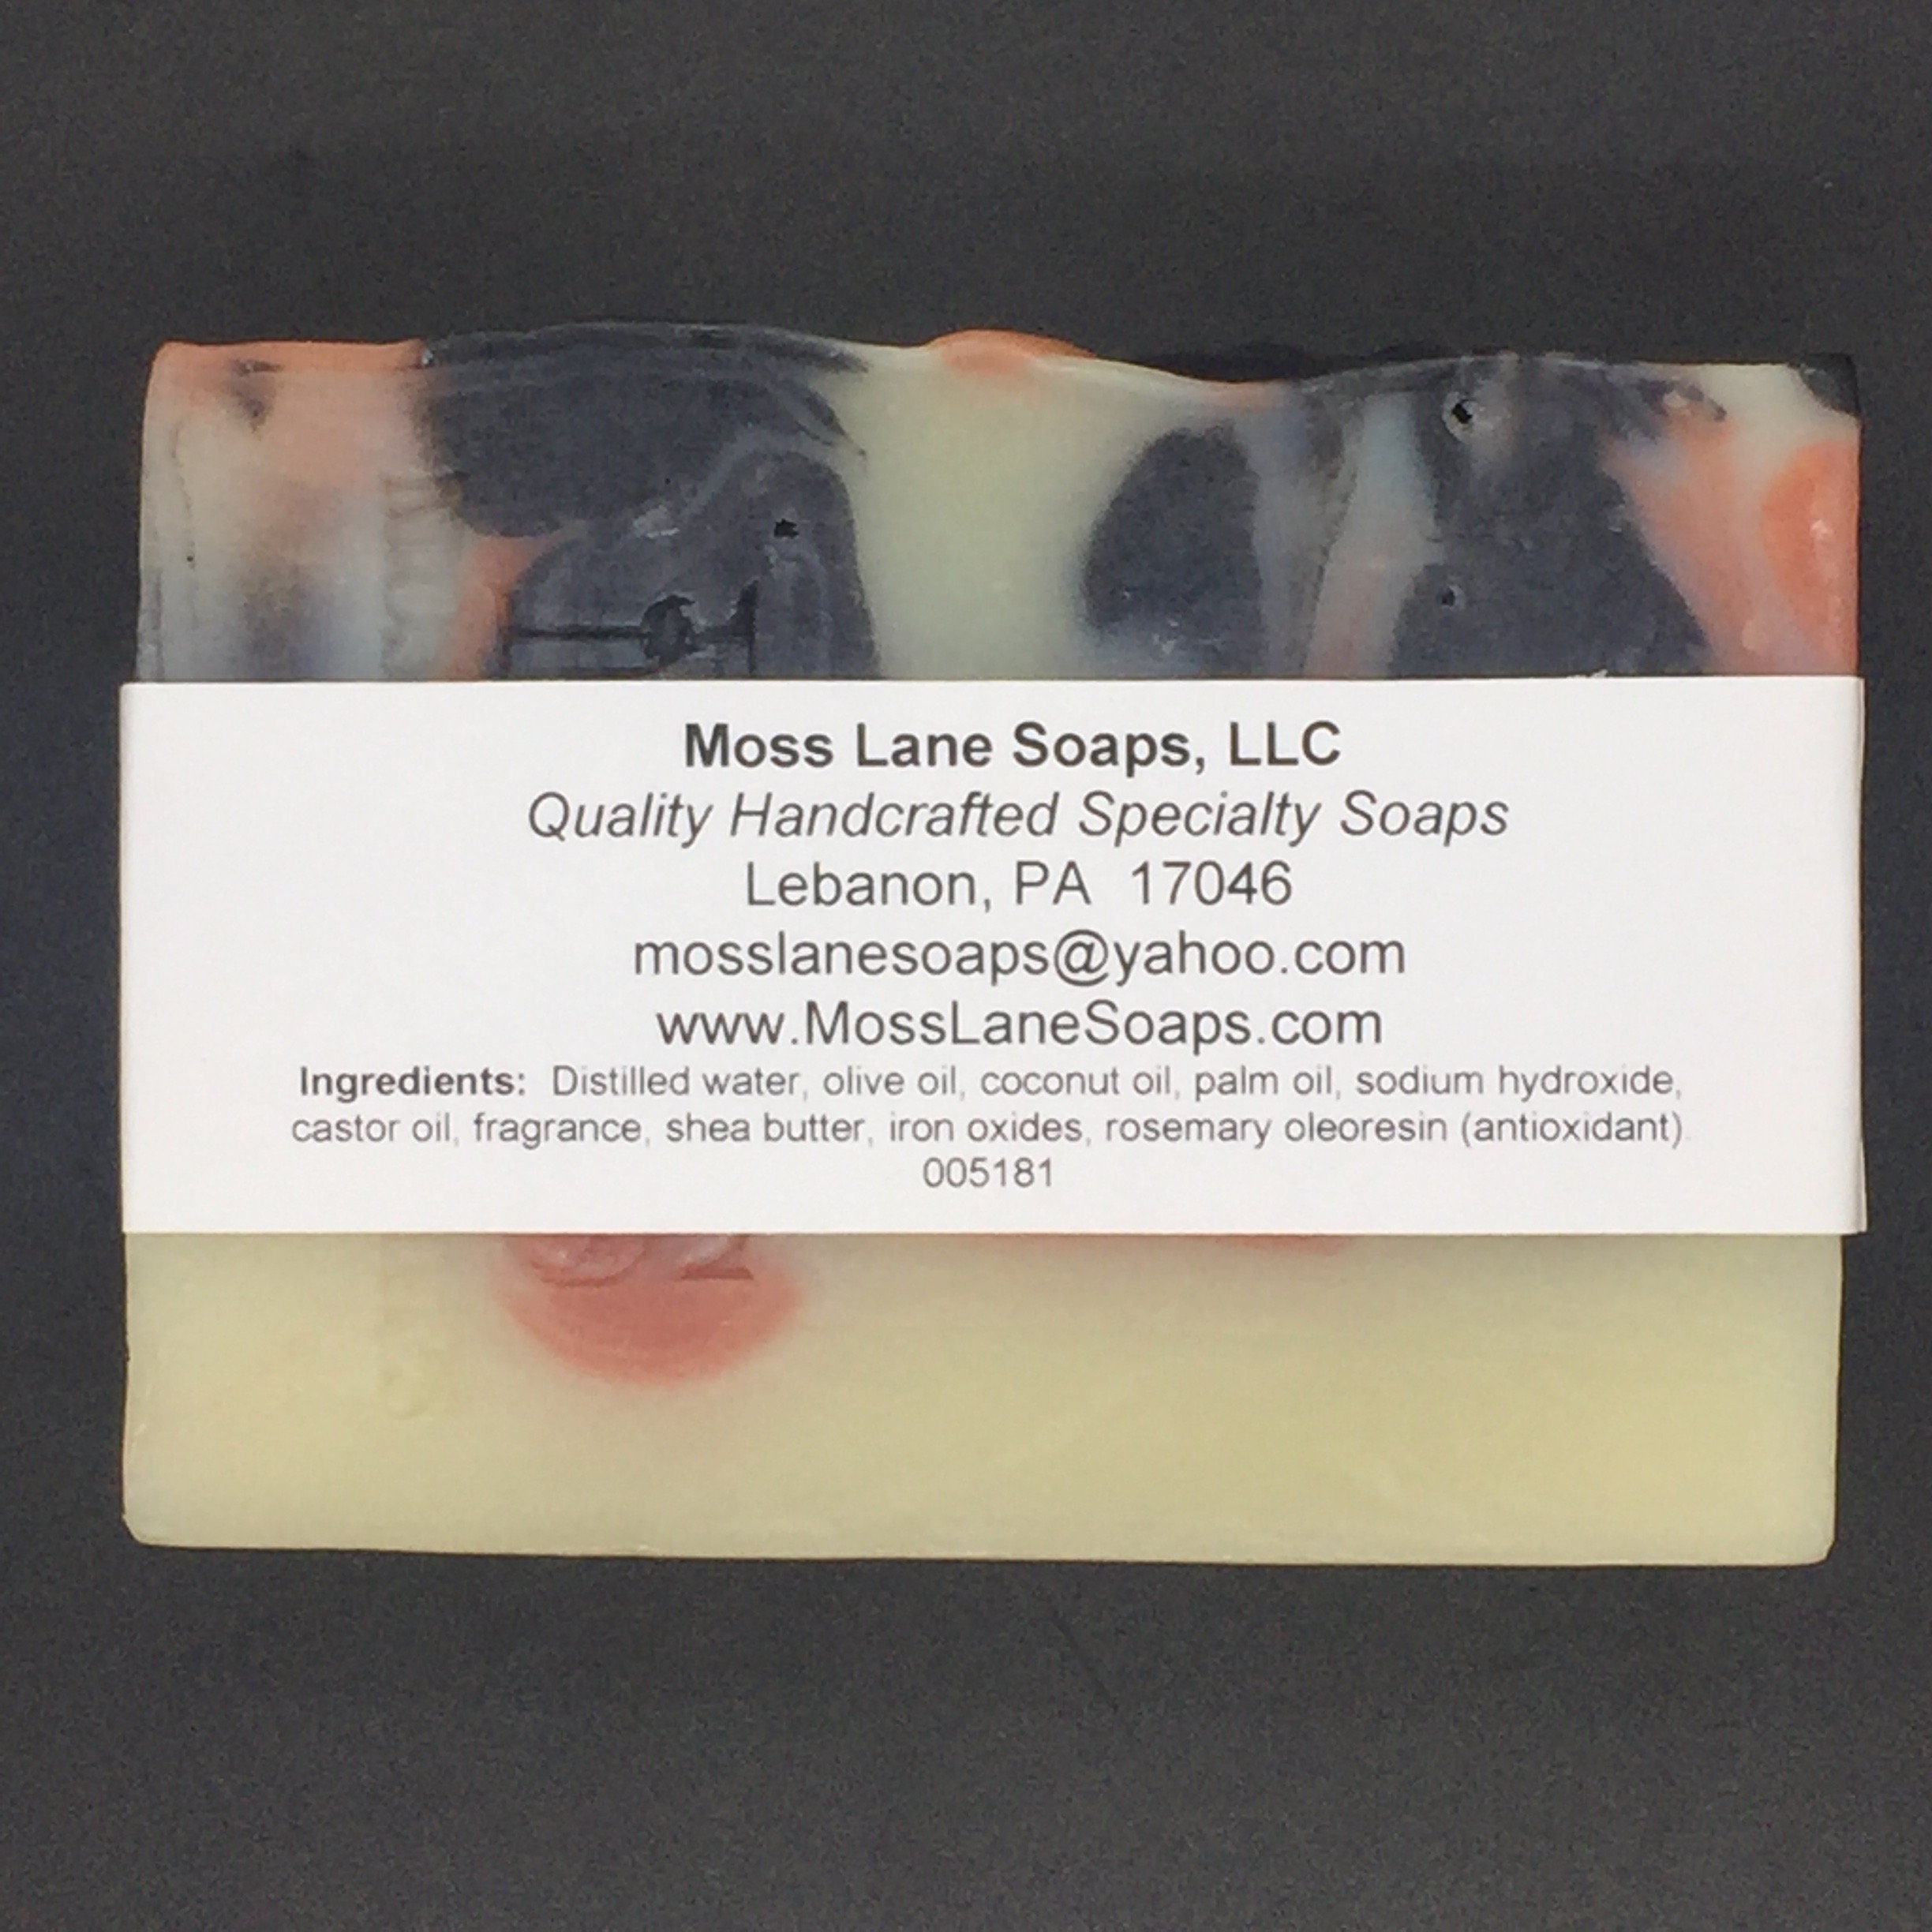 Moss Lane Soaps, LLC
Quality Handcrafted Specialty Soaps
Lebanon, PA  17046
mosslanesoaps@yahoo.com
www.MossLaneSoaps.com
Ingredients:  Distilled water, olive oil, coconut oil, palm oil, sodium hydroxide,
castor oil, fragrance, shea butter, iron oxides, rosemary oleoresin (antioxidant).
005181